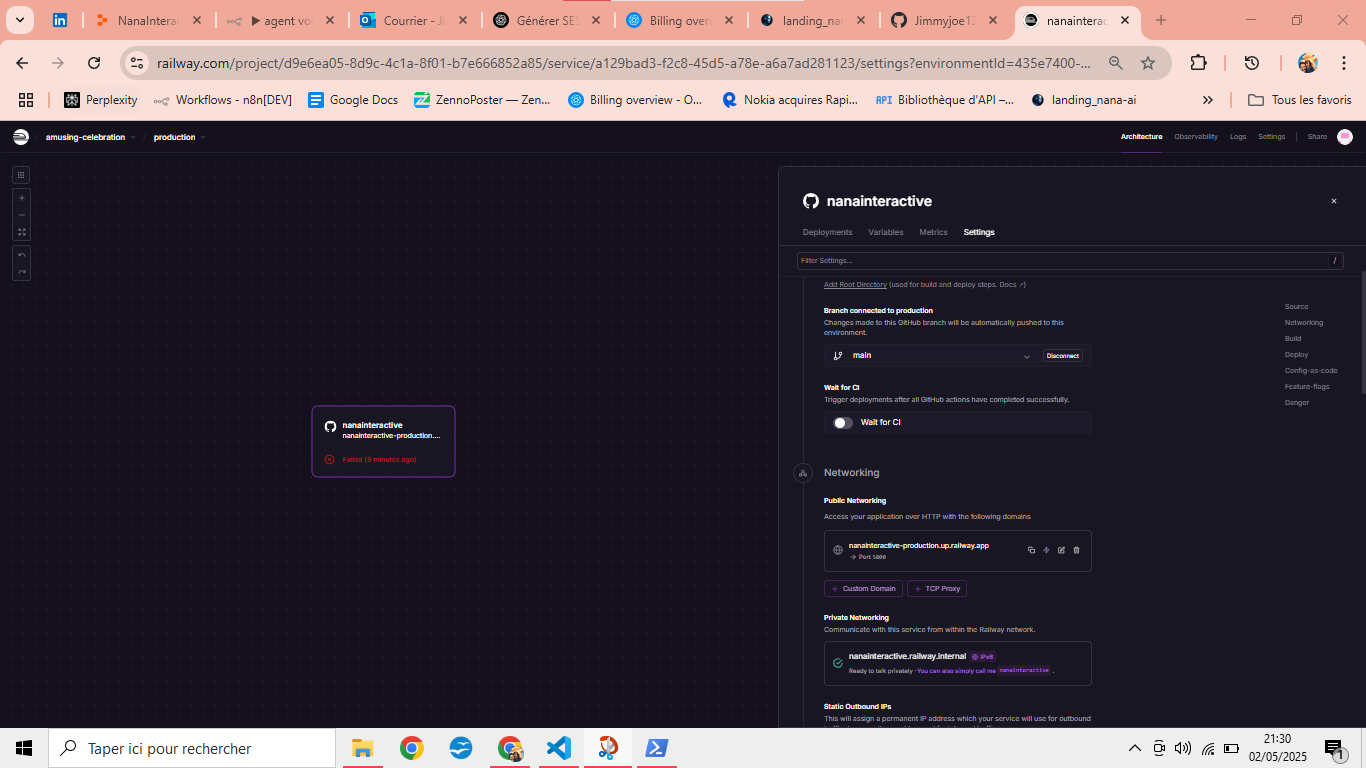 NanaInterac
▶ agent vo
Courrier - Ji
Générer SES
Billing over
landing_nan
Jimmyjoe13
nanainterac
railway.com/project/d9e6ea05-8d9c-4c1a-8f01-b7e666852a85/service/a129bad3-f2c8-45d5-a78e-a6a7ad281123/settings?environmentId=435e7400-...
Perplexity
Workflows - n8n[DEV]
Google Docs
ZennoPoster — Zen...
Billing overview - O...
Nokia acquires Rapi...
API Bibliothèque d'API –...
landing_nana-ai
»
Tous les favoris
amusing-celebration
/
production
Architecture
Observability
Logs
Settings
Share
nanainteractive
Deployments
Variables
Metrics
Settings
Filter Settings...
/
Add Root Directory (used for build and deploy steps. Docs ↗)
Branch connected to production
Changes made to this GitHub branch will be automatically pushed to this
environment.
main
Disconnect
Wait for CI
Trigger deployments after all GitHub actions have completed successfully.
Wait for CI
Networking
Public Networking
Access your application over HTTP with the following domains
nanainteractive-production.up.railway.app
→ Port 5000
+ Custom Domain
+ TCP Proxy
Private Networking
Communicate with this service from within the Railway network.
nanainteractive.railway.internal
IPv6
Ready to talk privately · You can also simply call me nanainteractive .
Static Outbound IPs
This will assign a permanent IP address which your service will use for outbound
Source
Networking
Build
Deploy
Config-as-code
Feature-flags
Danger
nanainteractive
nanainteractive-production....
Failed (9 minutes ago)
Taper ici pour rechercher
21:30
02/05/2025
1